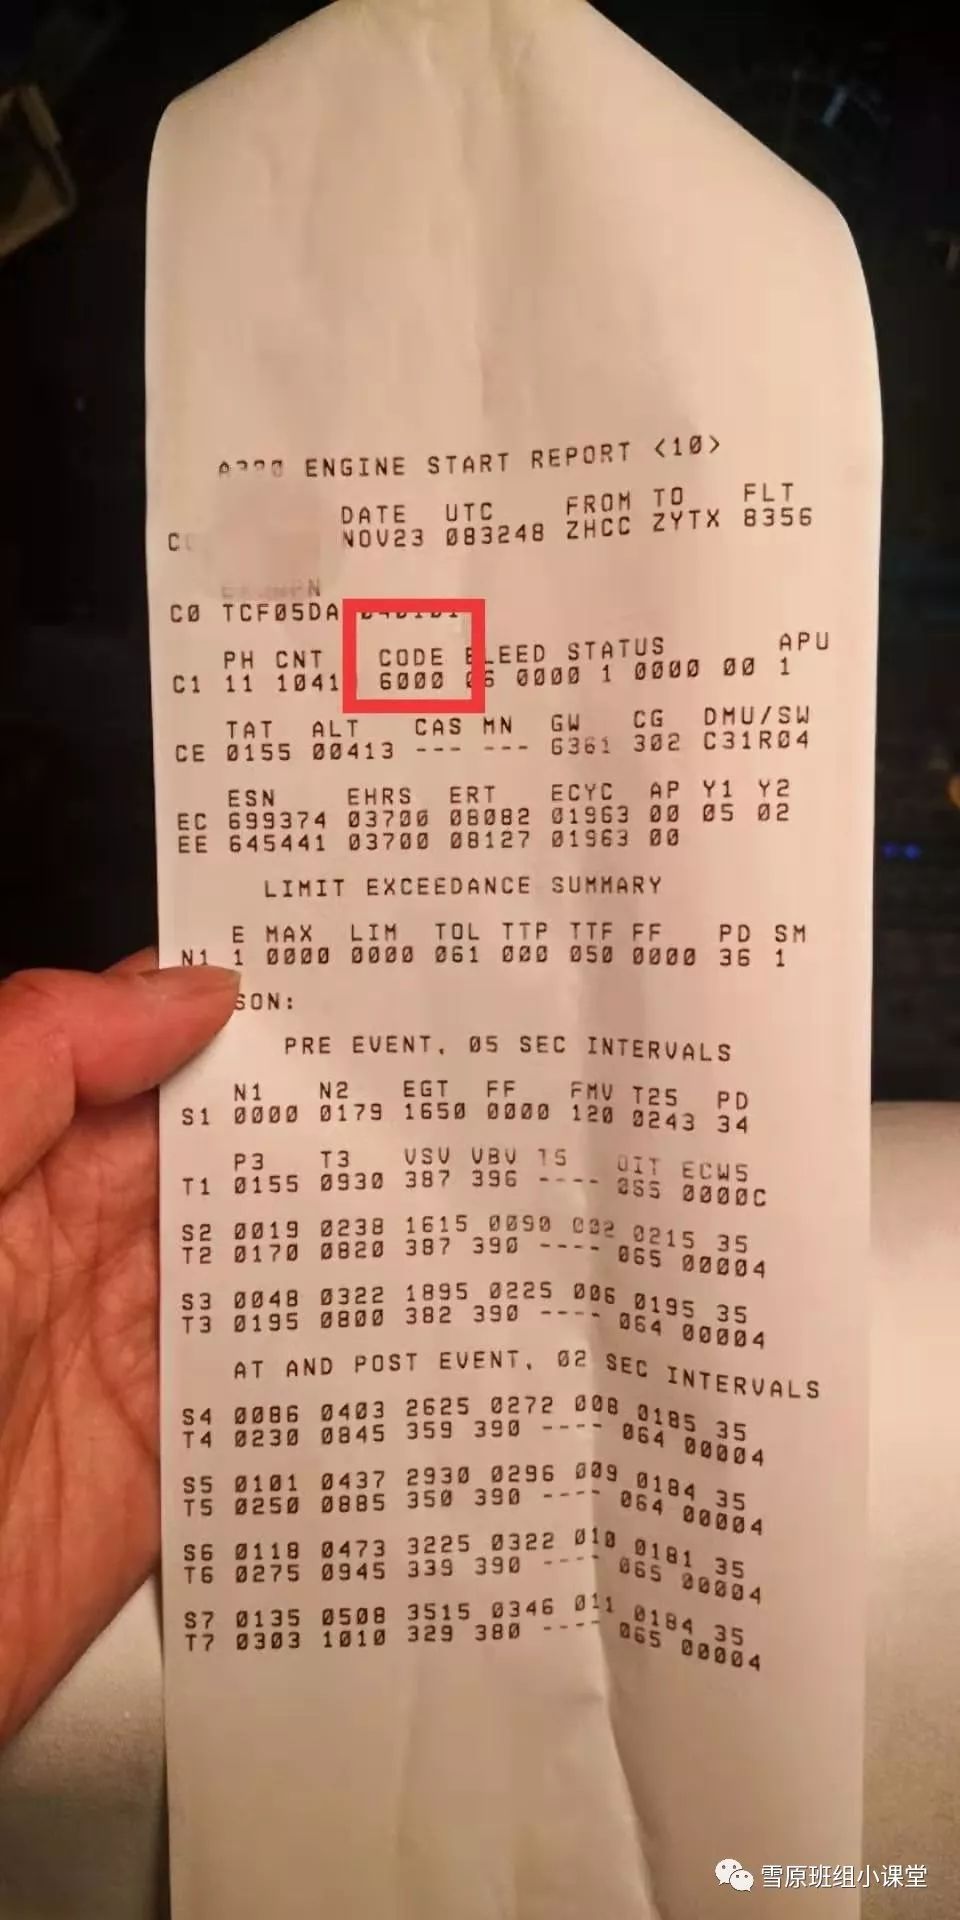 ENGINE START REPORT <10>
DATE UTC FROM TO FLT
NOV23 083248 ZHCC ZYTX 8356
C0 TCF05DA
PH CNT CODE BLEED STATUS APU
C1 11 1041 6000 06 0000 1 0000 00 1
TAT ALT CAS MN GW CG DMU/SW
CE 0155 00413 --- --- 6361 302 C31R04
ESN EHRS ERT ECYC AP Y1 Y2
EC 699374 03700 08082 01963 00 05 02
EE 645441 03700 08127 01963 00
LIMIT EXCEEDANCE SUMMARY
E MAX LIM TOL TTP TTF FF PD SM
N1 1 0000 0000 061 000 050 0000 36 1
SON:
PRE EVENT, 05 SEC INTERVALS
N1 N2 EGT FF FMV T25 PD
S1 0000 0179 1650 0000 120 0243 34
P3 T3 VSV VBV T5 OIT ECW5
T1 0155 0930 387 396 ---- 055 0000C
S2 0019 0238 1615 0090 002 0215 35
T2 0170 0820 387 390 ---- 065 00004
S3 0048 0322 1895 0225 006 0195 35
T3 0195 0800 382 390 ---- 064 00004
AT AND POST EVENT, 02 SEC INTERVALS
S4 0086 0403 2625 0272 008 0185 35
T4 0230 0845 359 390 ---- 064 00004
S5 0101 0437 2930 0296 009 0184 35
T5 0250 0885 350 390 ---- 064 00004
S6 0118 0473 3225 0322 010 0181 35
T6 0275 0945 339 390 ---- 065 00004
S7 0135 0508 3515 0346 011 0184 35
T7 0303 1010 329 380 ---- 065 00004
雪原班组小课堂